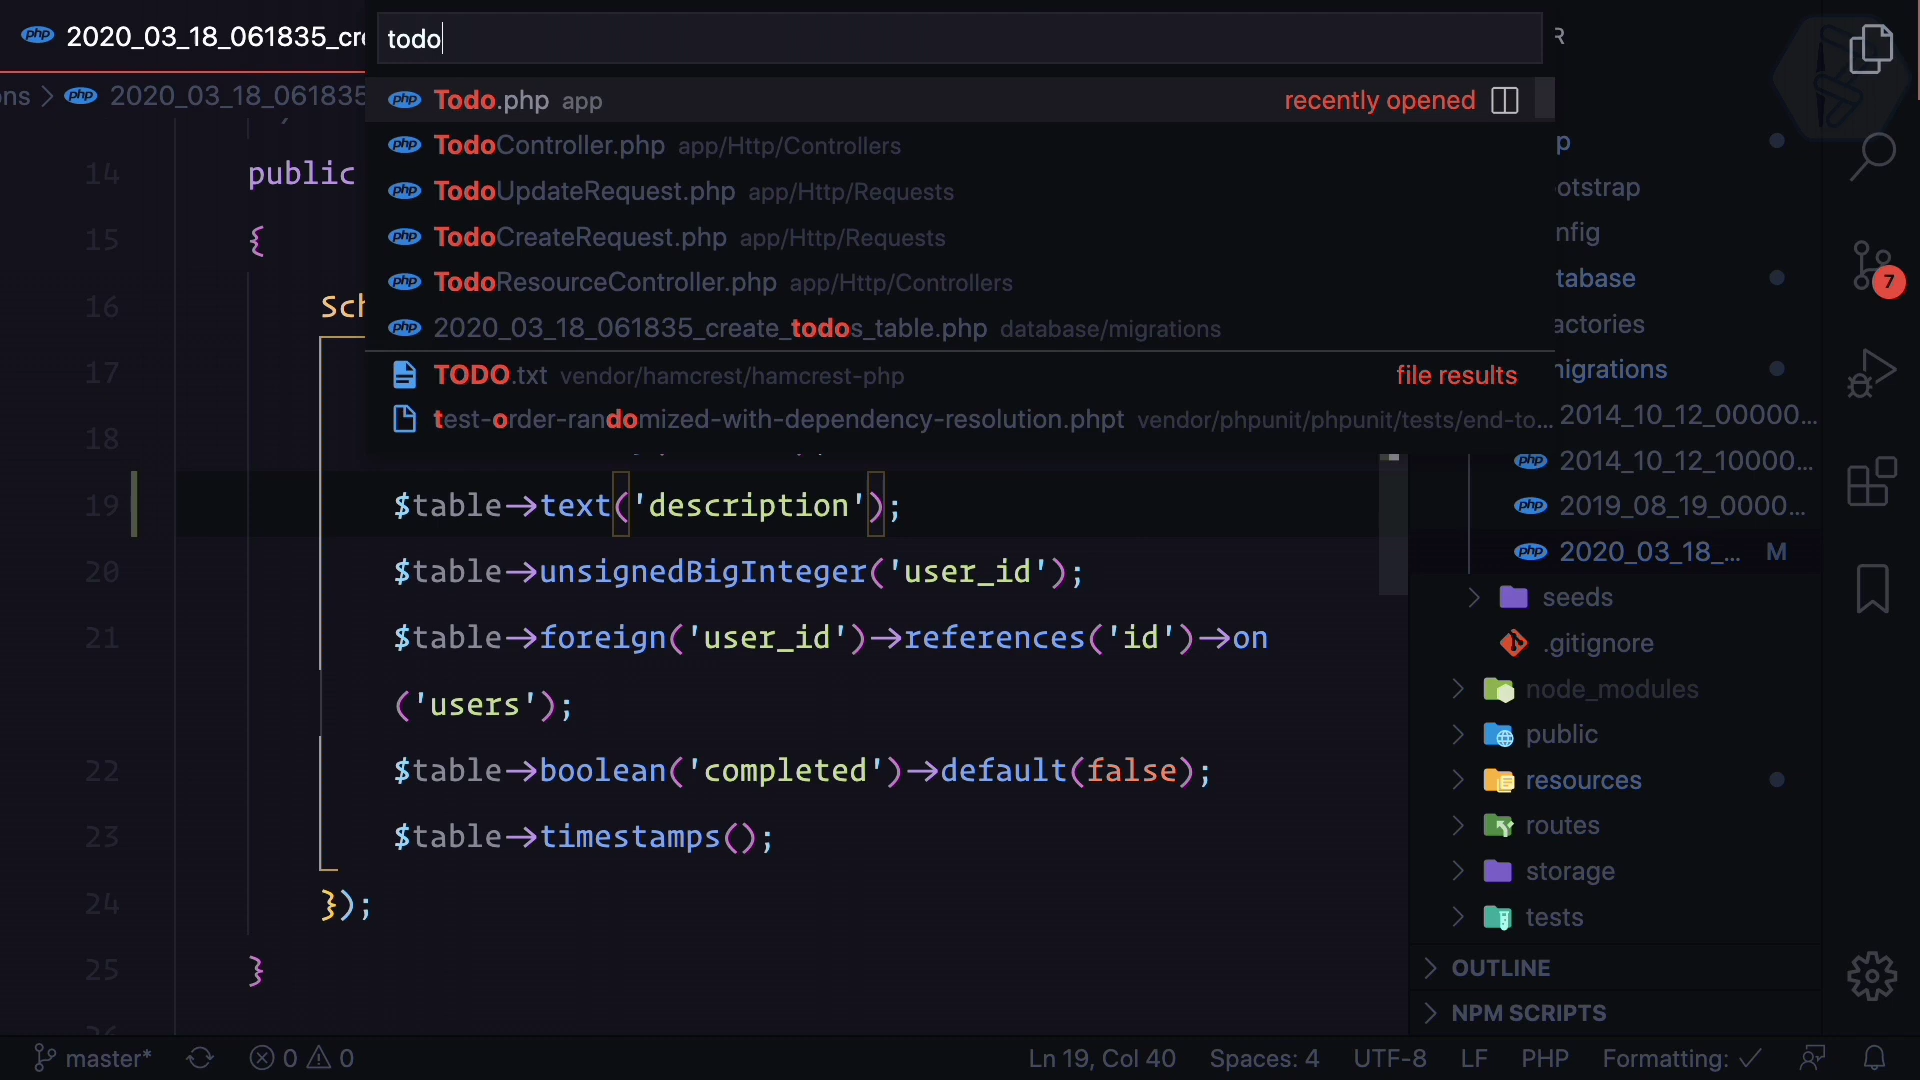 2020_03_18_061835_cre
todo
R
ns > 2020_03_18_061835
Todo.php app recently opened
TodoController.php app/Http/Controllers
TodoUpdateRequest.php app/Http/Requests
TodoCreateRequest.php app/Http/Requests
TodoResourceController.php app/Http/Controllers
2020_03_18_061835_create_todos_table.php database/migrations
TODO.txt vendor/hamcrest/hamcrest-php file results
test-order-randomized-with-dependency-resolution.phpt vendor/phpunit/phpunit/tests/end-to...
14 public
15 {
16 Sch
17
18
19 $table->text('description');
20 $table->unsignedBigInteger('user_id');
21 $table->foreign('user_id')->references('id')->on
('users');
22 $table->boolean('completed')->default(false);
23 $table->timestamps();
24 });
25 }
26
p
otstrap
nfig
tabase
actories
igrations
2014_10_12_00000...
php 2014_10_12_10000...
php 2019_08_19_0000...
php 2020_03_18_... M
seeds
.gitignore
node_modules
public
resources
routes
storage
tests
OUTLINE
NPM SCRIPTS
7
master* 0 0 Ln 19, Col 40 Spaces: 4 UTF-8 LF PHP Formatting: ✓